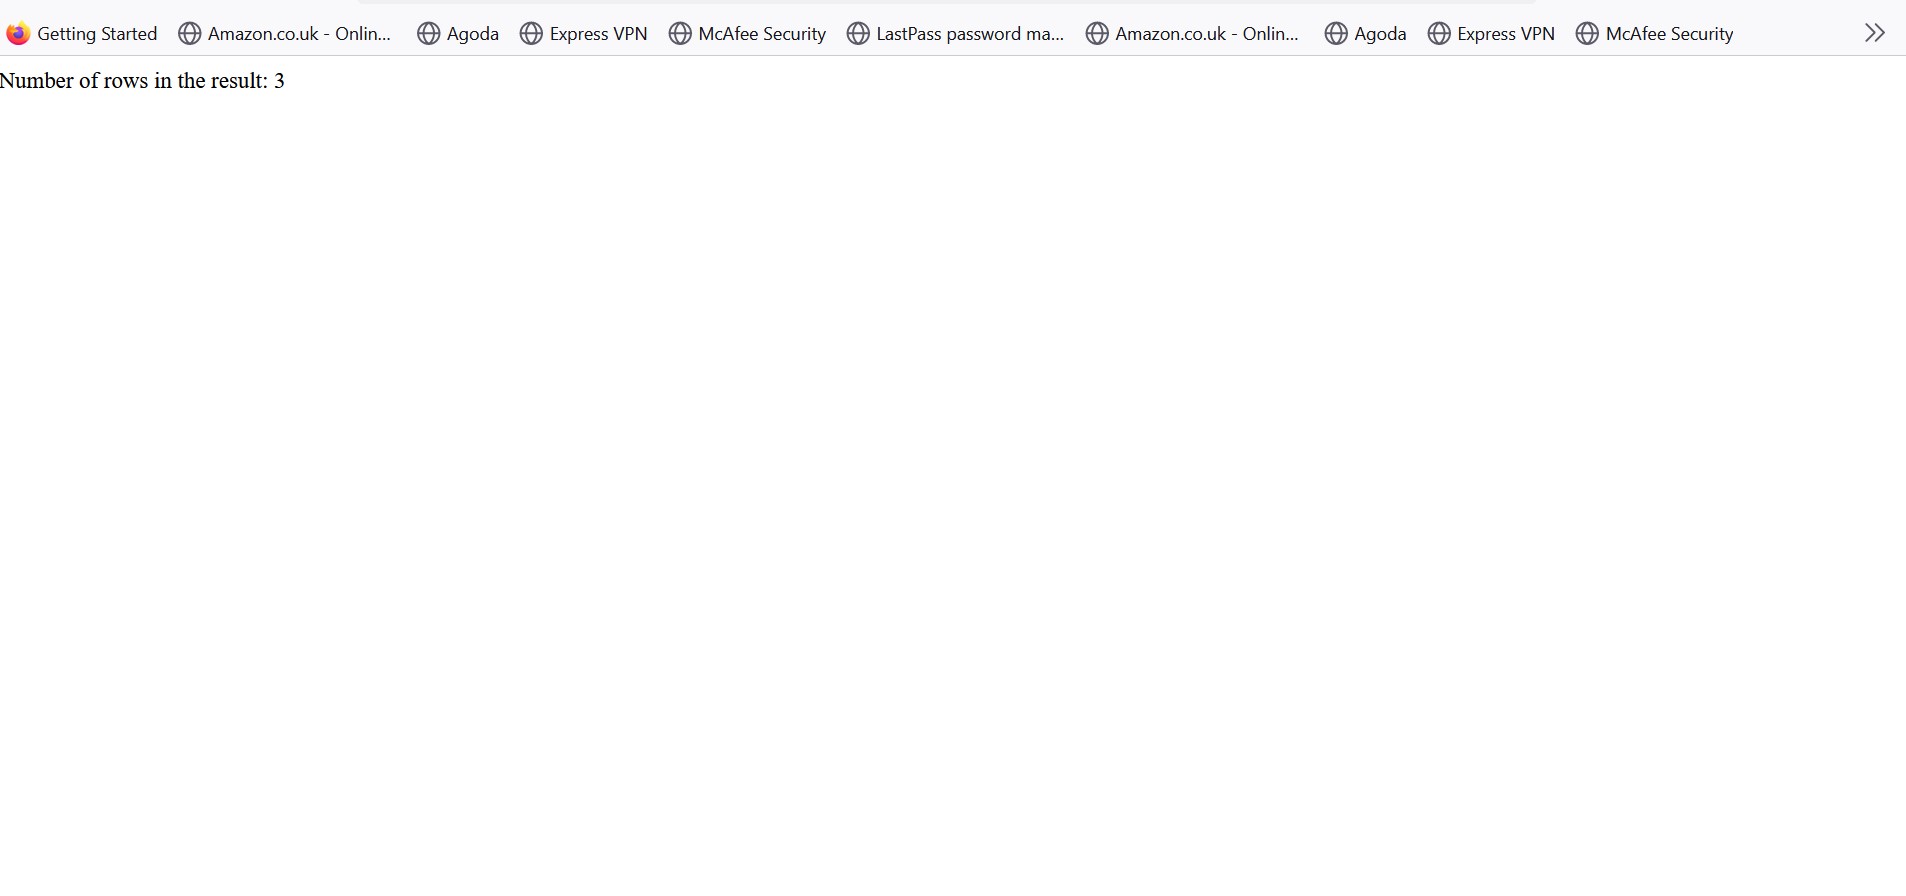 Getting Started Amazon.co.uk - Onlin... Agoda Express VPN McAfee Security LastPass password ma... Amazon.co.uk - Onlin... Agoda Express VPN McAfee Security
Number of rows in the result: 3